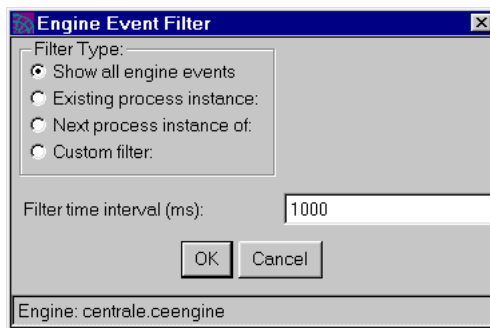 Engine Event Filter
Filter Type:
Show all engine events
Existing process instance:
Next process instance of:
Custom filter:
Filter time interval (ms): 1000
OK Cancel
Engine: centrale.ceengine